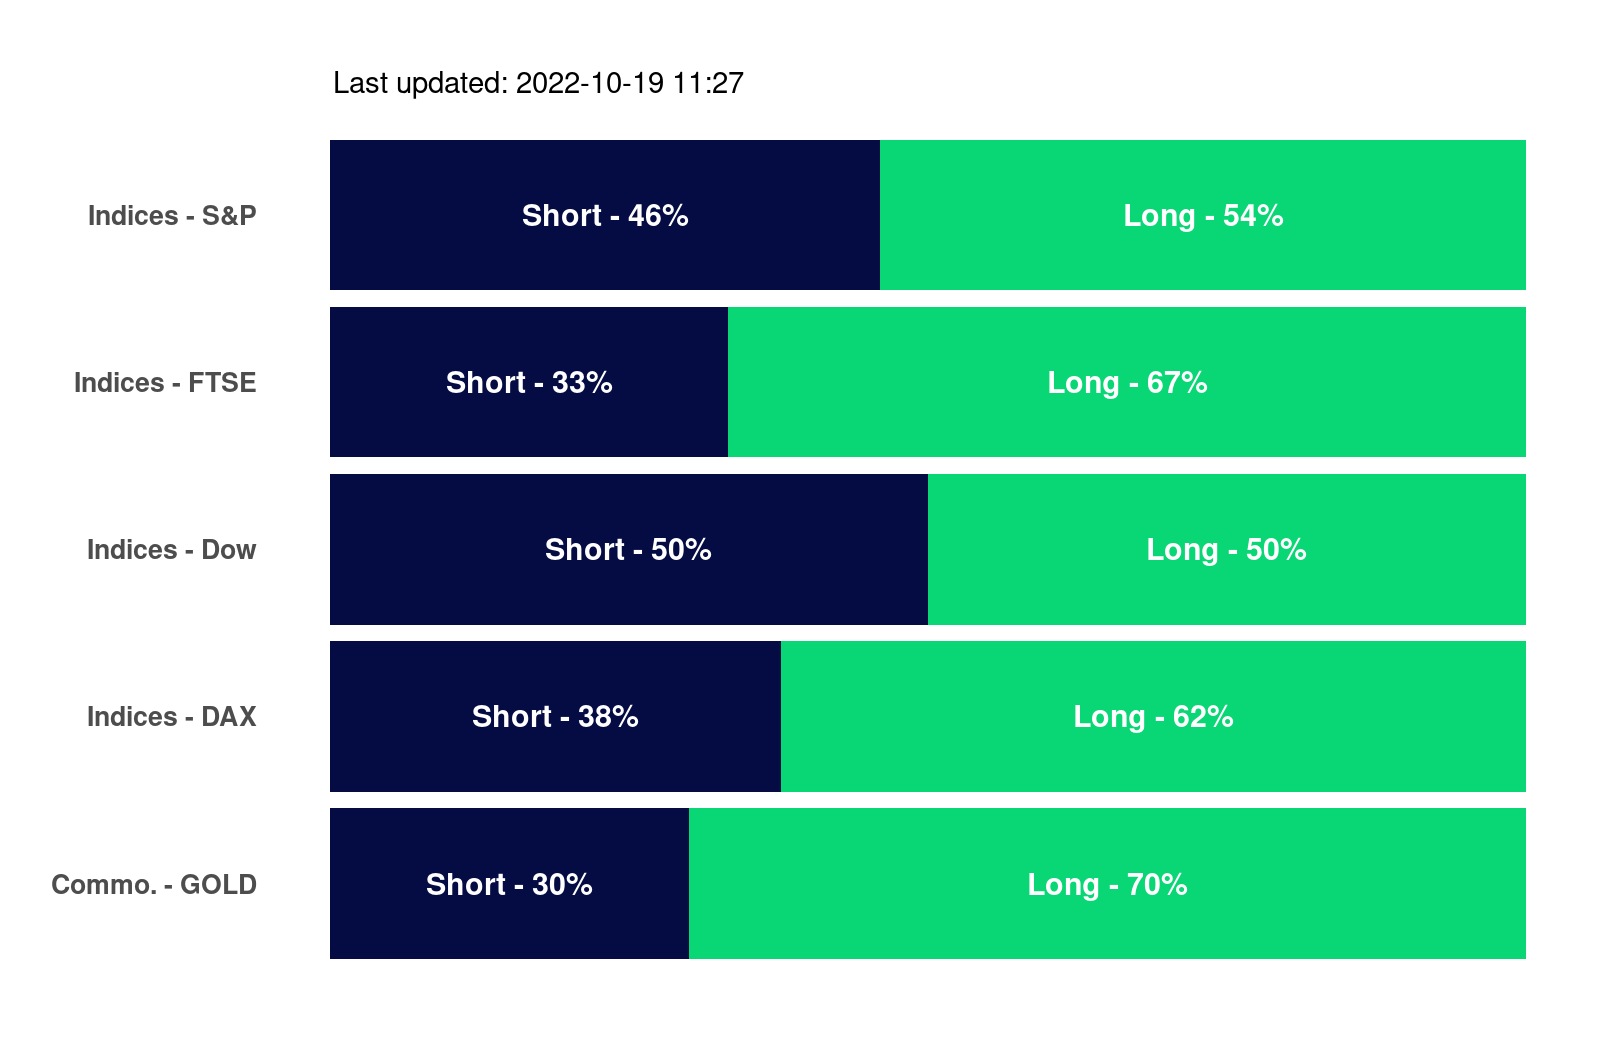 Last updated: 2022-10-19 11:27
Indices - S&P Short - 46% Long - 54%
Indices - FTSE Short - 33% Long - 67%
Indices - Dow Short - 50% Long - 50%
Indices - DAX Short - 38% Long - 62%
Commo. - GOLD Short - 30% Long - 70%